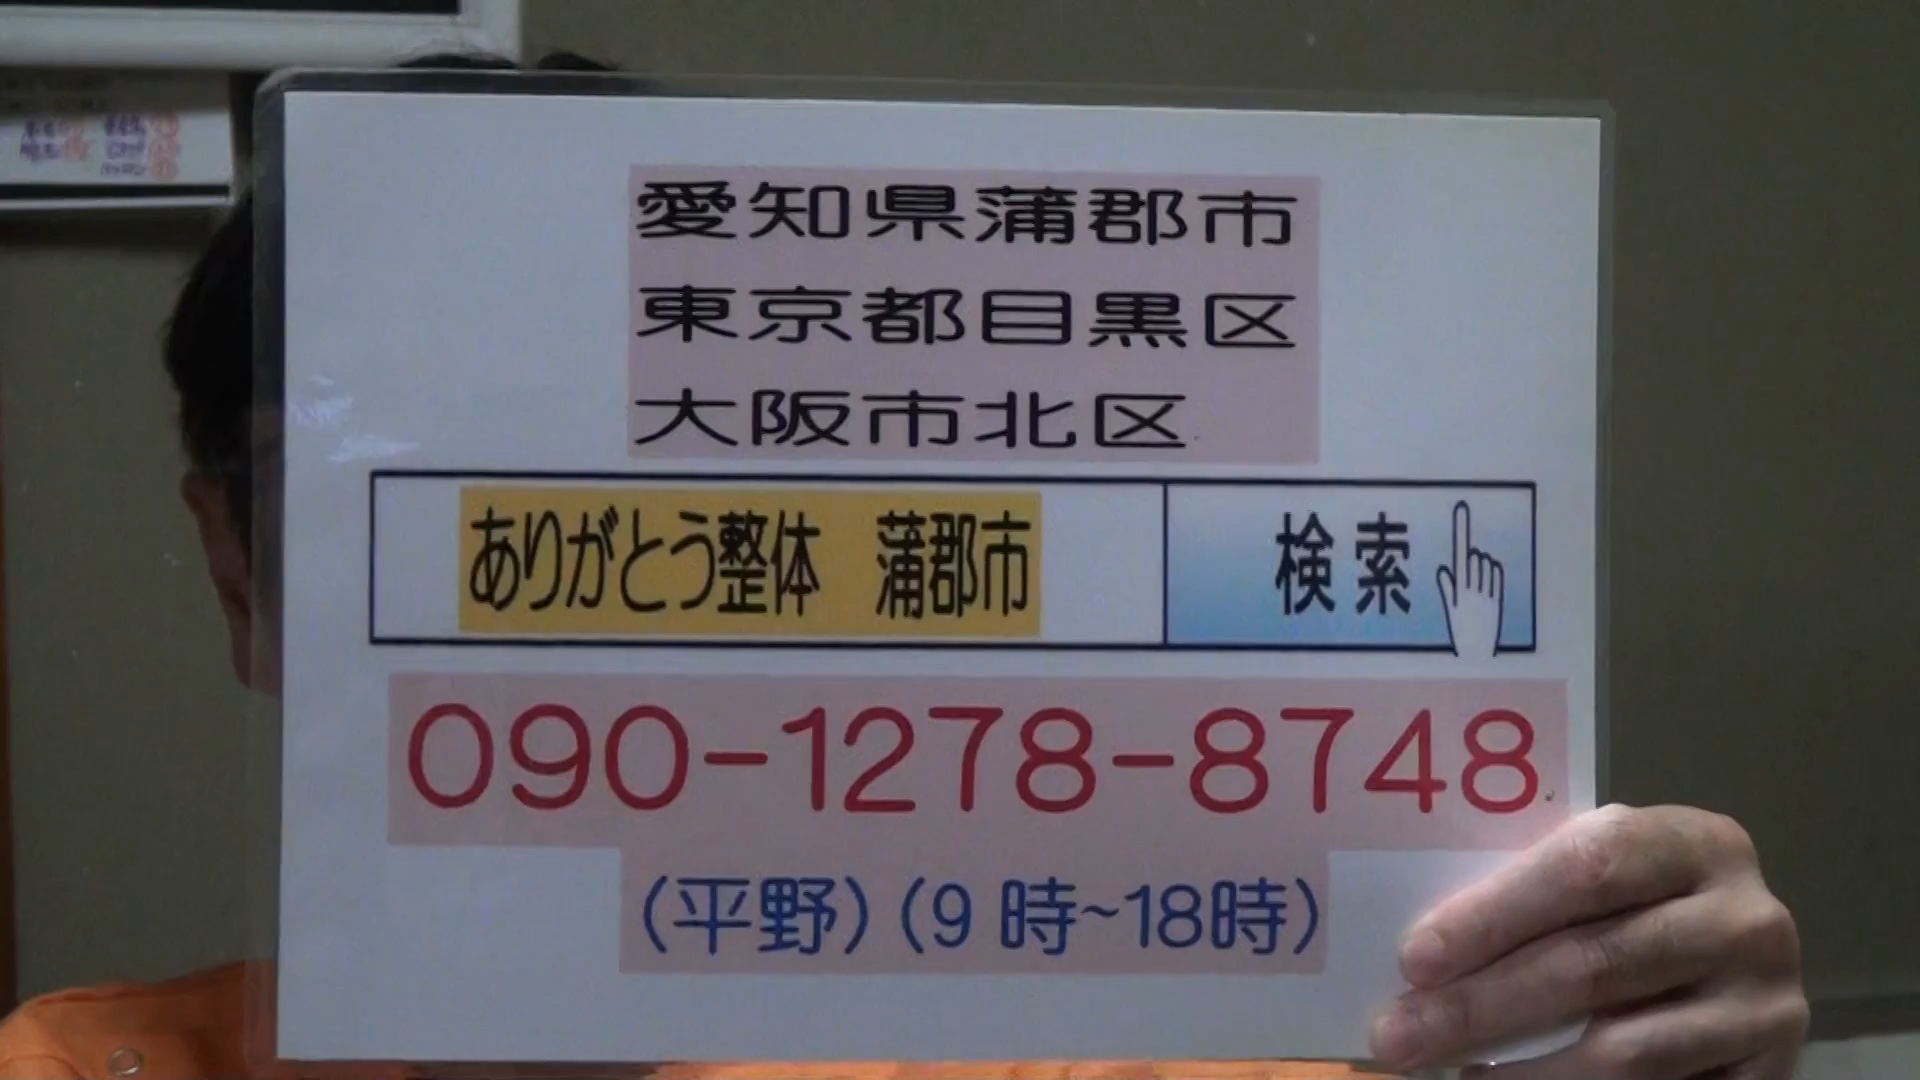 愛知県蒲郡市
東京都目黒区
大阪市北区
ありがとう整体　蒲郡市
検索
090-1278-8748
(平野)(9時~18時)